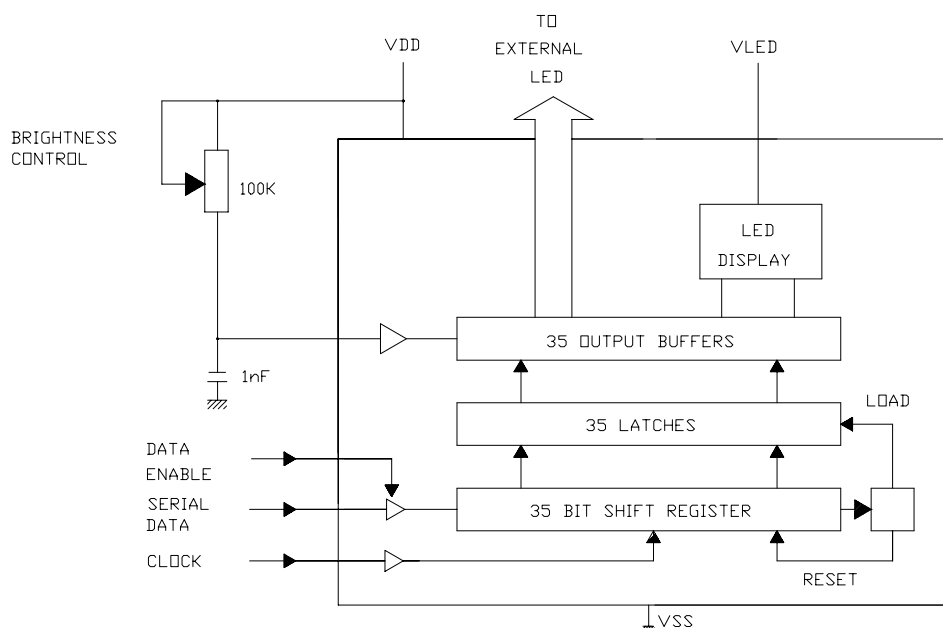 TO
EXTERNAL
LED
VDD
VLED
BRIGHTNESS
CONTROL
100K
LED
DISPLAY
35 OUTPUT BUFFERS
1nF
LOAD
35 LATCHES
DATA
ENABLE
SERIAL
DATA
35 BIT SHIFT REGISTER
CLOCK
RESET
VSS